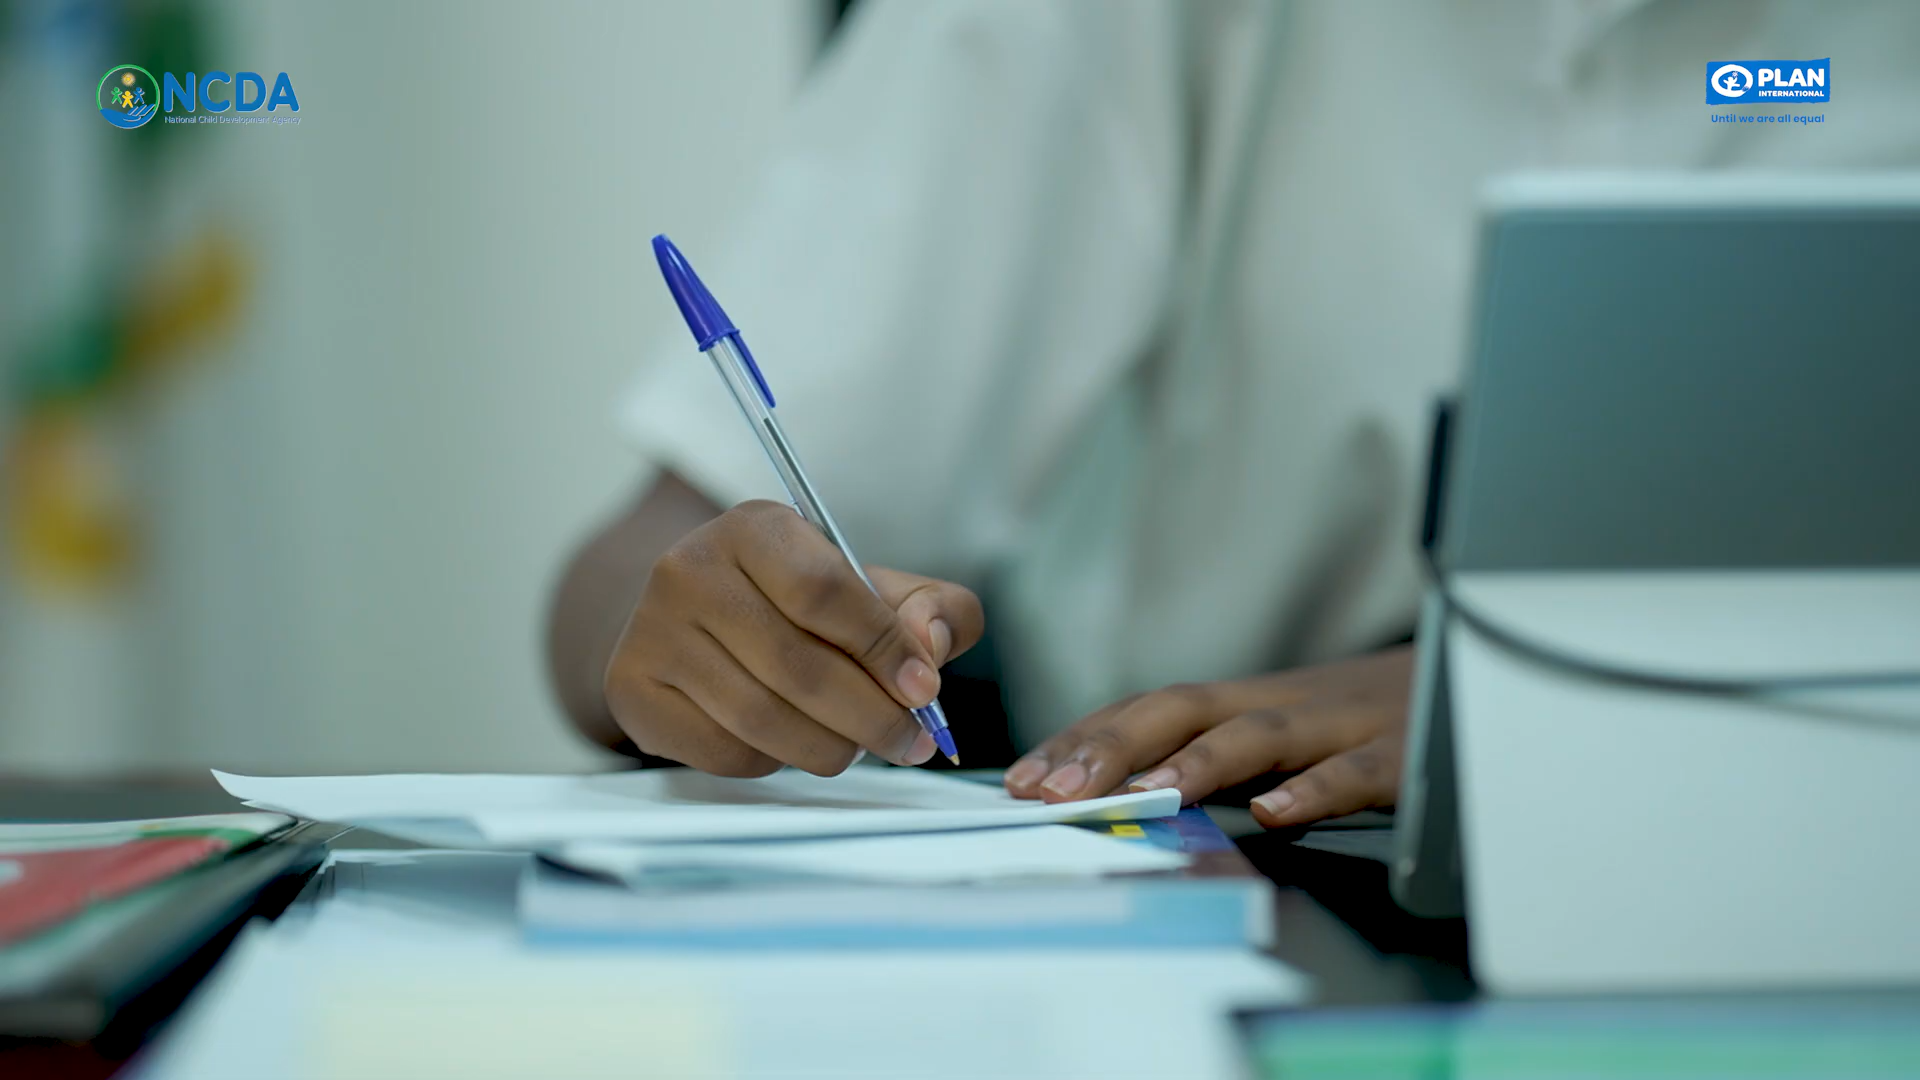 NCDA
National Child Development Agency
PLAN
INTERNATIONAL
Until we are all equal